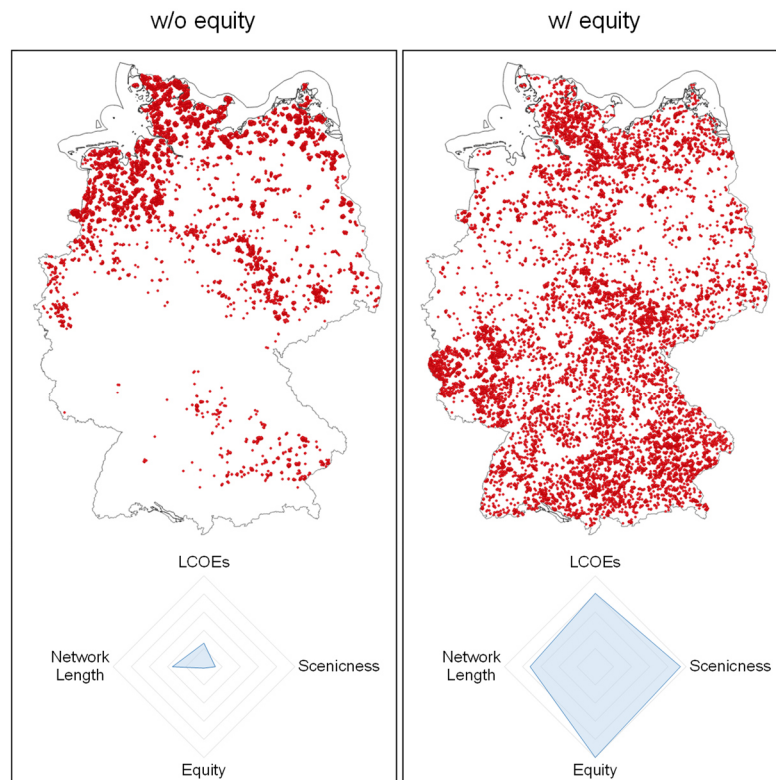 w/o equity
w/ equity
LCOEs
Network
Length
Scenicness
Equity
LCOEs
Network
Length
Scenicness
Equity